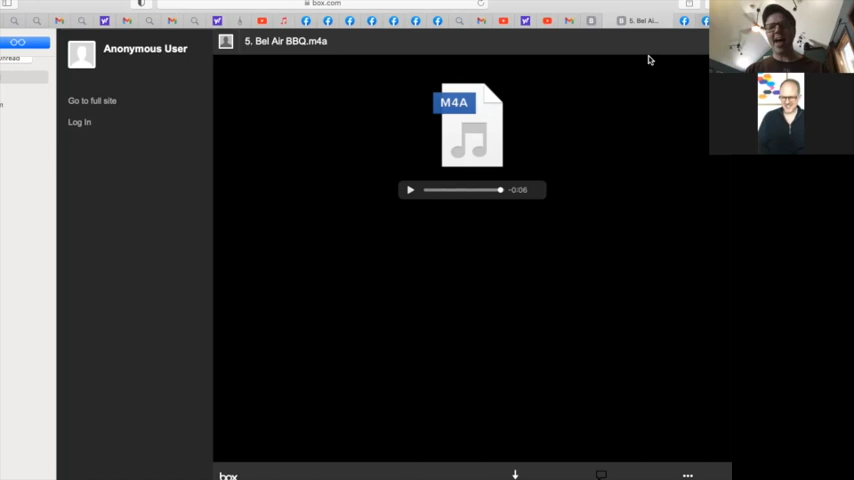 box.com
5. Bel Ai...
nread
Anonymous User
5. Bel Air BBQ.m4a
Go to full site
Log In
M4A
-0:06
box